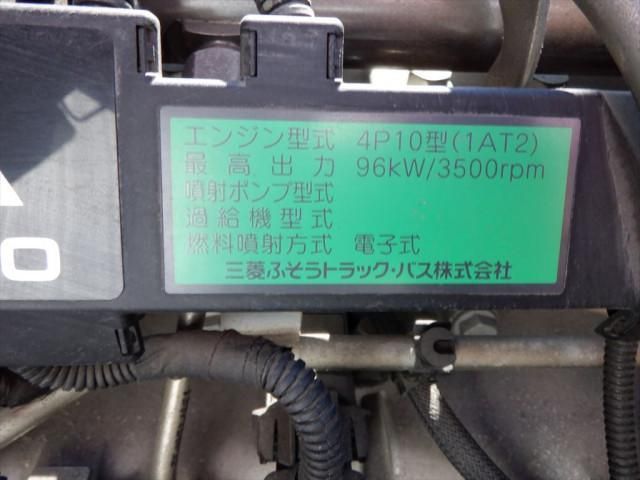 エンジン型式 4P10型(1AT2)
最高出力 96kW/3500rpm
噴射ポンプ型式
過給機型式
燃料噴射方式 電子式
三菱ふそうトラック・バス株式会社